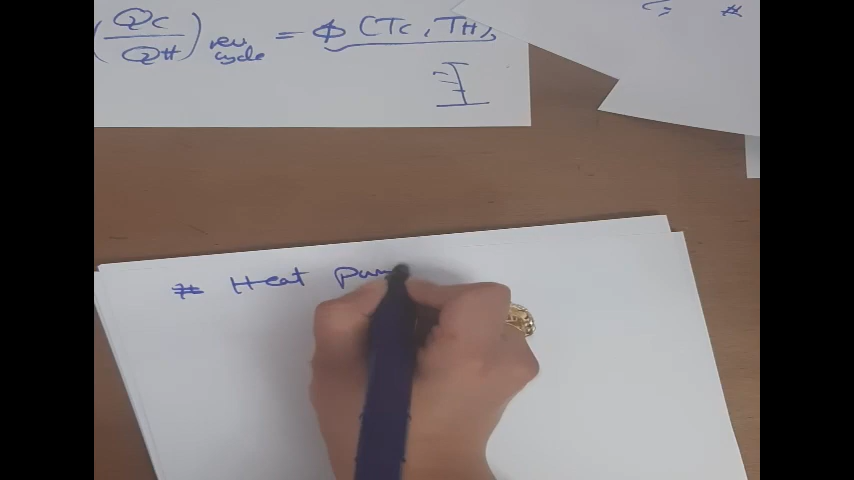 (Qc / QH) rev cycle = φ (Tc, TH),
#
# Heat Pum